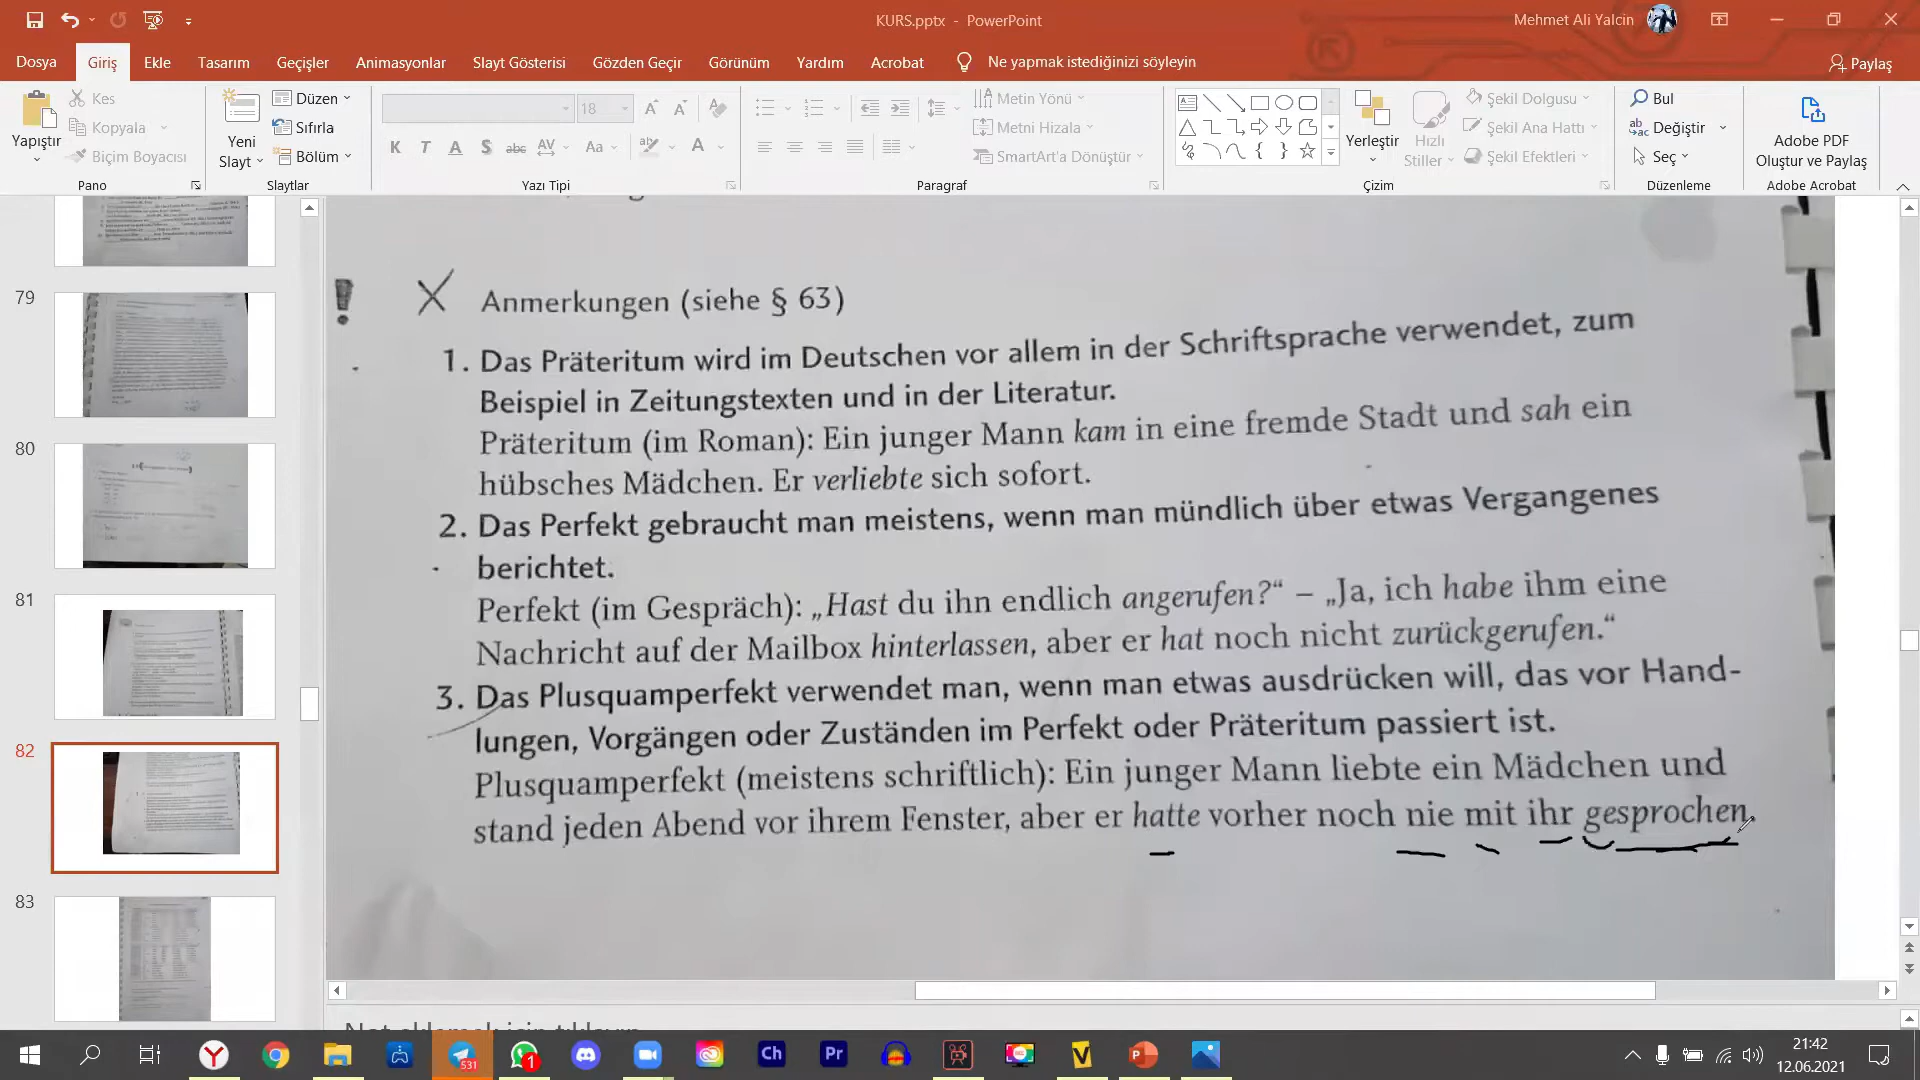 KURS.pptx - PowerPoint
Mehmet Ali Yalcin
Dosya Giriş Ekle Tasarım Geçişler Animasyonlar Slayt Gösterisi Gözden Geçir Görünüm Yardım Acrobat Ne yapmak istediğinizi söyleyin Paylaş
Yapıştır
Kes
Kopyala
Biçim Boyacısı
Pano
Yeni
Slayt
Düzen
Sıfırla
Bölüm
Slaytlar
18
K T A S abc AV Aa A
Yazı Tipi
Metin Yönü
Metni Hizala
SmartArt'a Dönüştür
Paragraf
Yerleştir
Hızlı
Stiller
Şekil Dolgusu
Şekil Ana Hattı
Şekil Efektleri
Çizim
Bul
Değiştir
Seç
Düzenleme
Adobe PDF
Oluştur ve Paylaş
Adobe Acrobat
79
80
81
82
83
! X Anmerkungen (siehe § 63)
1. Das Präteritum wird im Deutschen vor allem in der Schriftsprache verwendet, zum
Beispiel in Zeitungstexten und in der Literatur.
Präteritum (im Roman): Ein junger Mann kam in eine fremde Stadt und sah ein
hübsches Mädchen. Er verliebte sich sofort.
2. Das Perfekt gebraucht man meistens, wenn man mündlich über etwas Vergangenes
berichtet.
Perfekt (im Gespräch): „Hast du ihn endlich angerufen?“ – „Ja, ich habe ihm eine
Nachricht auf der Mailbox hinterlassen, aber er hat noch nicht zurückgerufen.“
3. Das Plusquamperfekt verwendet man, wenn man etwas ausdrücken will, das vor Hand-
lungen, Vorgängen oder Zuständen im Perfekt oder Präteritum passiert ist.
Plusquamperfekt (meistens schriftlich): Ein junger Mann liebte ein Mädchen und
stand jeden Abend vor ihrem Fenster, aber er hatte vorher noch nie mit ihr gesprochen.
531
1
Ch
Pr
21:42
12.06.2021